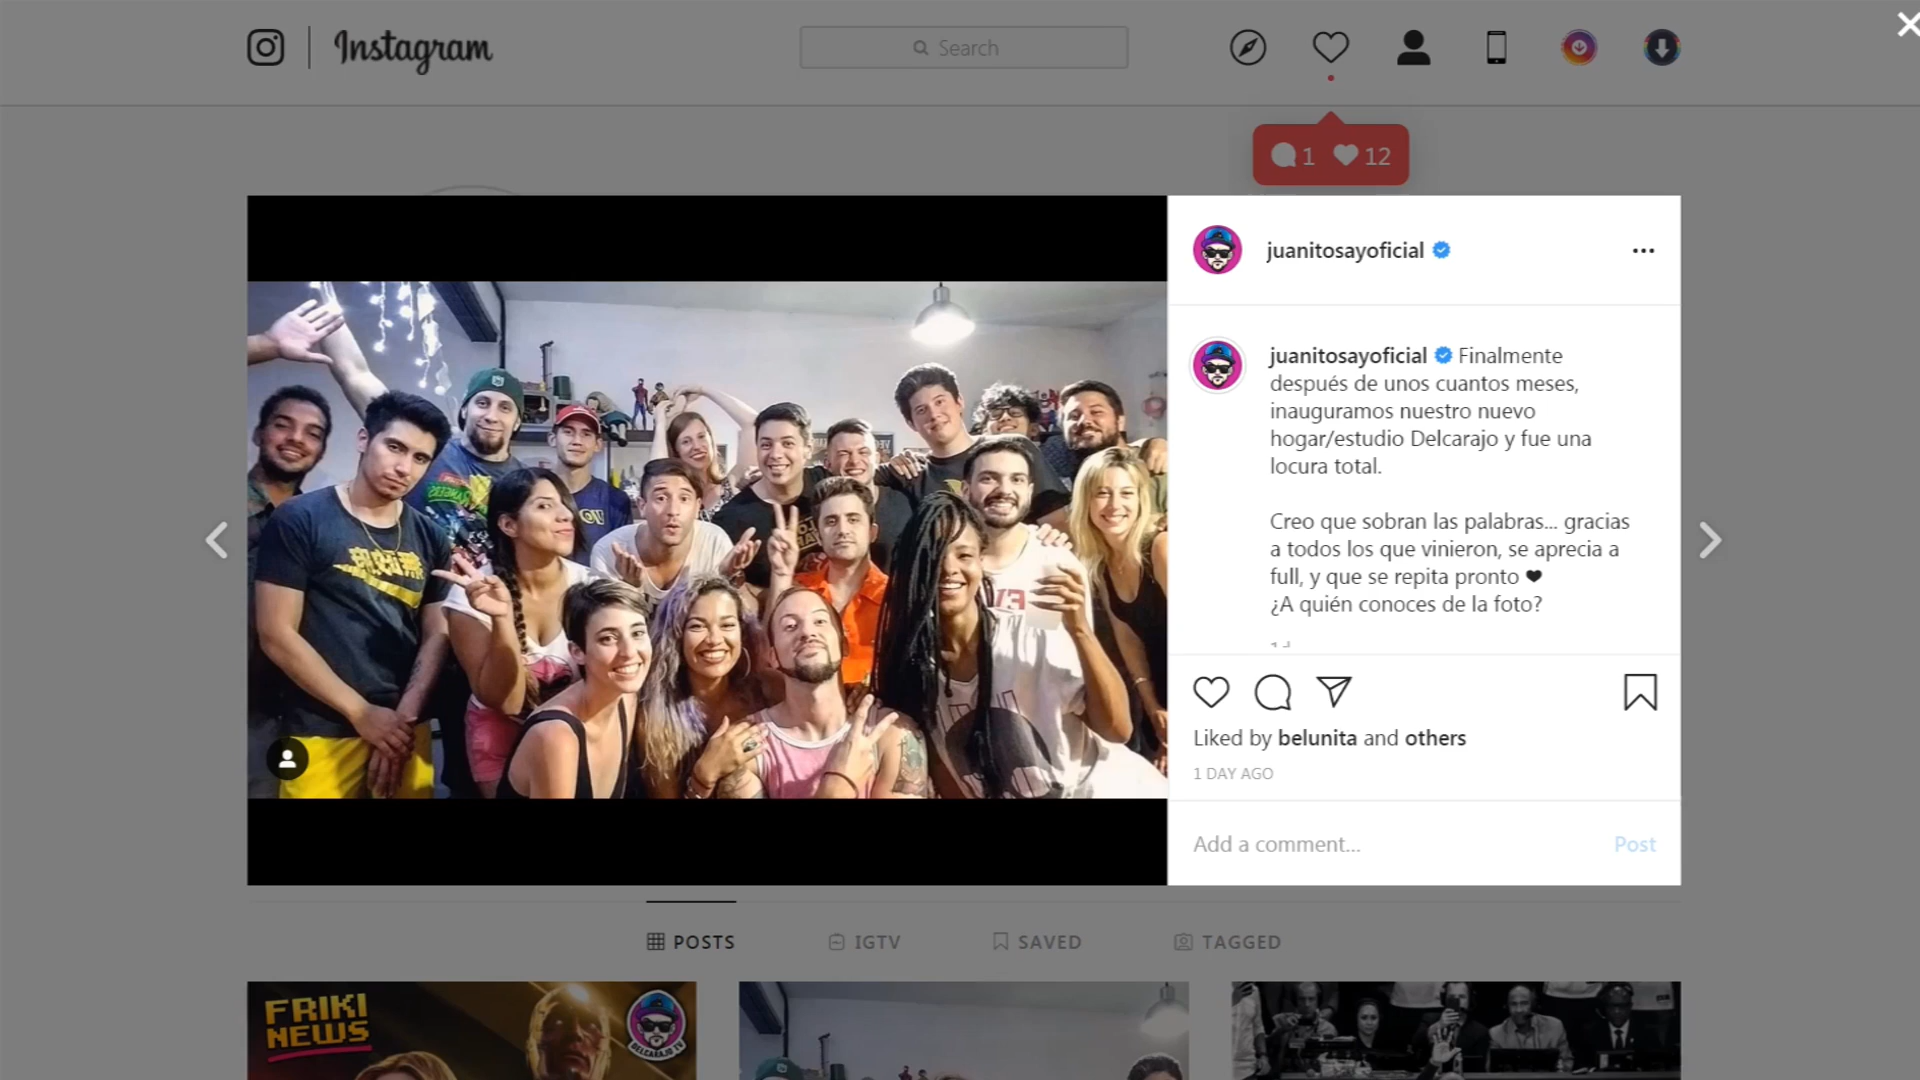 Instagram
Search
1 12
juanitosayoficial
juanitosayoficial Finalmente
después de unos cuantos meses,
inauguramos nuestro nuevo
hogar/estudio Delcarajo y fue una
locura total.
Creo que sobran las palabras... gracias
a todos los que vinieron, se aprecia a
full, y que se repita pronto ❤
¿A quién conoces de la foto?
Liked by belunita and others
1 DAY AGO
Add a comment... Post
POSTS IGTV SAVED TAGGED
FRIKI
NEWS
DELCARAJO TV